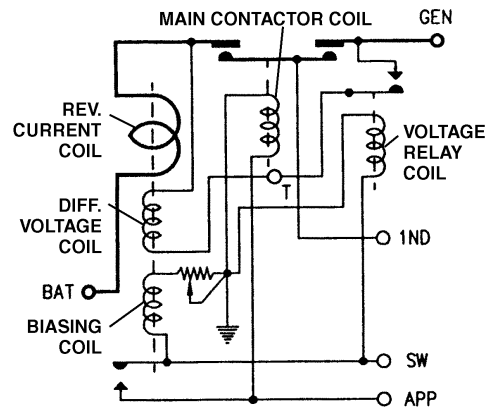 MAIN CONTACTOR COIL
GEN
REV.
CURRENT
COIL
VOLTAGE
RELAY
COIL
T
DIFF.
VOLTAGE
COIL
1ND
BAT
BIASING
COIL
SW
APP